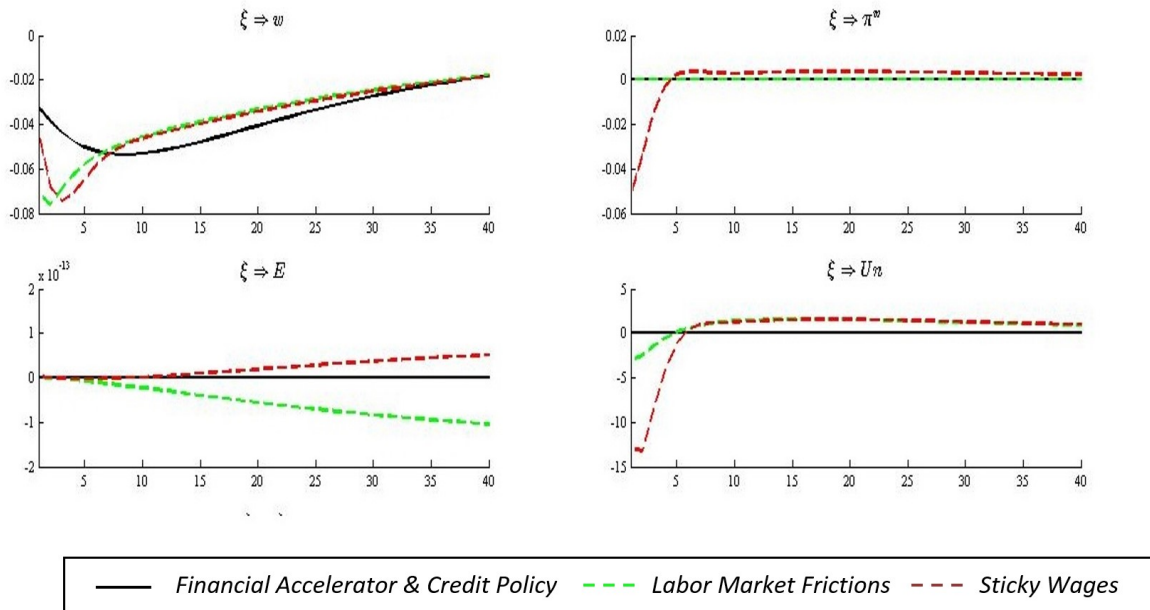 ξ ⇒ w
0
-0.02
-0.04
-0.06
-0.08
5 10 15 20 25 30 35 40
ξ ⇒ πʷ
0.02
0
-0.02
-0.04
-0.06
5 10 15 20 25 30 35 40
x 10⁻¹³
ξ ⇒ E
2
1
0
-1
-2
5 10 15 20 25 30 35 40
ξ ⇒ Un
5
0
-5
-10
-15
5 10 15 20 25 30 35 40
Financial Accelerator & Credit Policy Labor Market Frictions Sticky Wages